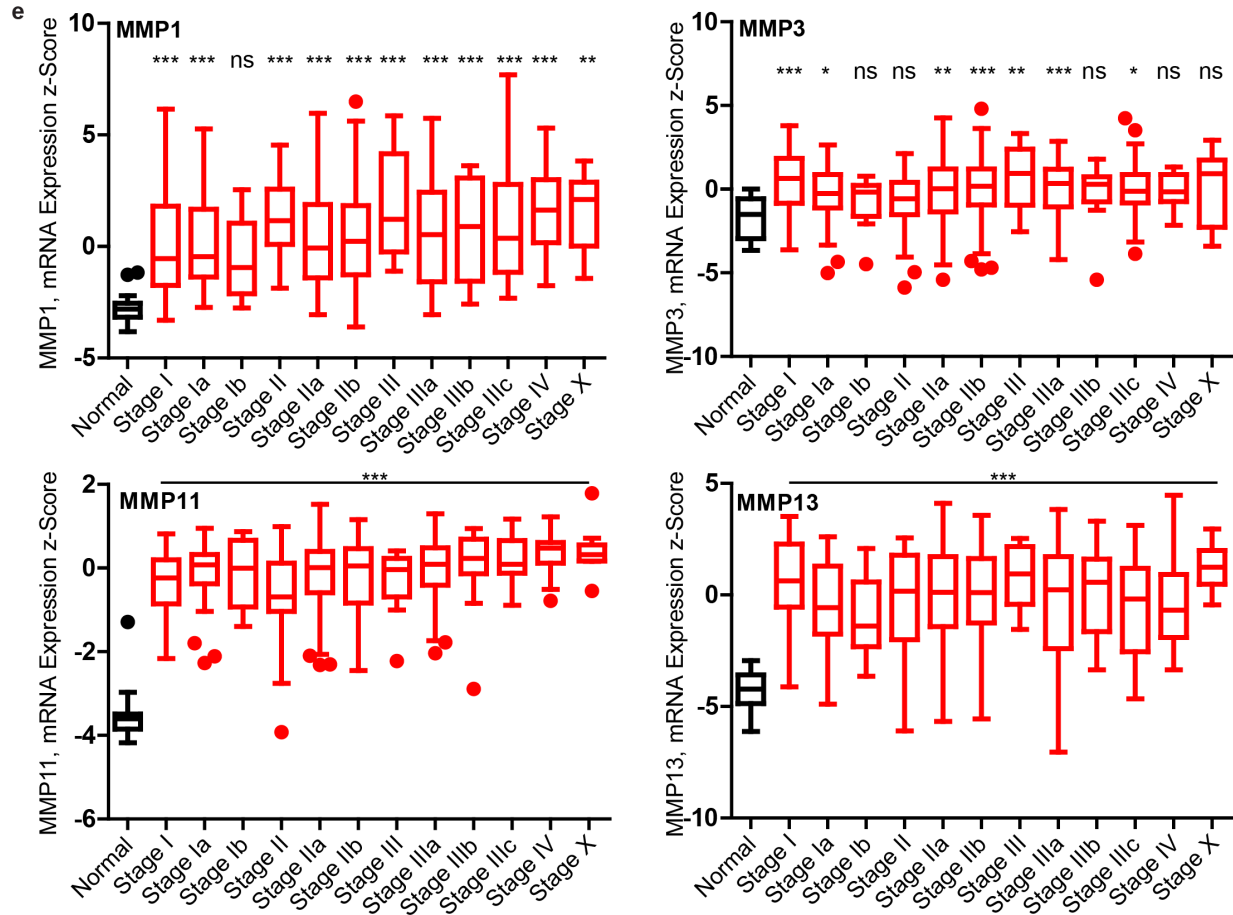 e
MMP1
*** *** ns *** *** *** *** *** *** *** *** **
MMP1, mRNA Expression z-Score
10
5
0
-5
Normal
Stage I
Stage Ia
Stage Ib
Stage II
Stage IIa
Stage IIb
Stage III
Stage IIIa
Stage IIIb
Stage IIIc
Stage IV
Stage X
MMP3
*** * ns ns ** *** ** *** ns * ns ns
MMP3, mRNA Expression z-Score
10
5
0
-5
-10
Normal
Stage I
Stage Ia
Stage Ib
Stage II
Stage IIa
Stage IIb
Stage III
Stage IIIa
Stage IIIb
Stage IIIc
Stage IV
Stage X
MMP11
***
MMP11, mRNA Expression z-Score
2
0
-2
-4
-6
Normal
Stage I
Stage Ia
Stage Ib
Stage II
Stage IIa
Stage IIb
Stage III
Stage IIIa
Stage IIIb
Stage IIIc
Stage IV
Stage X
MMP13
***
MMP13, mRNA Expression z-Score
5
0
-5
-10
Normal
Stage I
Stage Ia
Stage Ib
Stage II
Stage IIa
Stage IIb
Stage III
Stage IIIa
Stage IIIb
Stage IIIc
Stage IV
Stage X